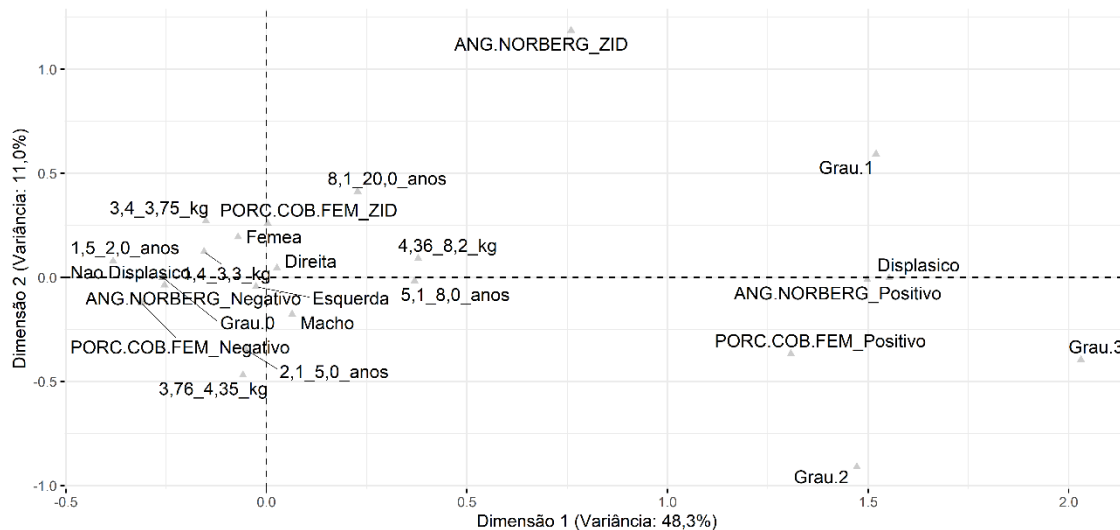 ANG.NORBERG_ZID
1.0
Grau.1
0.5
8,1_20,0_anos
3,4_3,75_kg
PORC.COB.FEM_ZID
Femea
1,5_2,0_anos
4,36_8,2_kg
Direita
Displasico
Nao.Displasico
1,4_3,3_kg
0.0
ANG.NORBERG_Negativo
Esquerda
5,1_8,0_anos
ANG.NORBERG_Positivo
Grau.0
Macho
PORC.COB.FEM_Negativo
PORC.COB.FEM_Positivo
Grau.3
2,1_5,0_anos
3,76_4,35_kg
-0.5
Grau.2
-1.0
-0.5
0.0
0.5
1.0
1.5
2.0
Dimensão 1 (Variância: 48,3%)
Dimensão 2 (Variância: 11,0%)